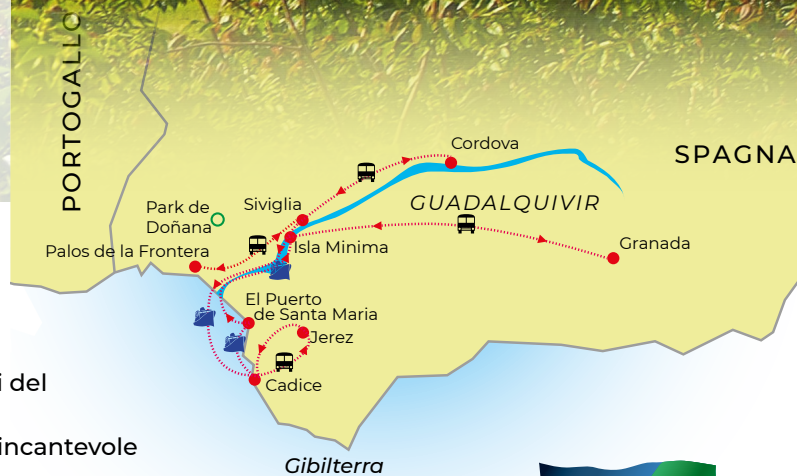 PORTOGALLO
Cordova
SPAGNA
Siviglia
GUADALQUIVIR
Park de
Doñana
Isla Minima
Granada
Palos de la Frontera
El Puerto
de Santa Maria
Jerez
Cadice
i del
incantevole
Gibilterra